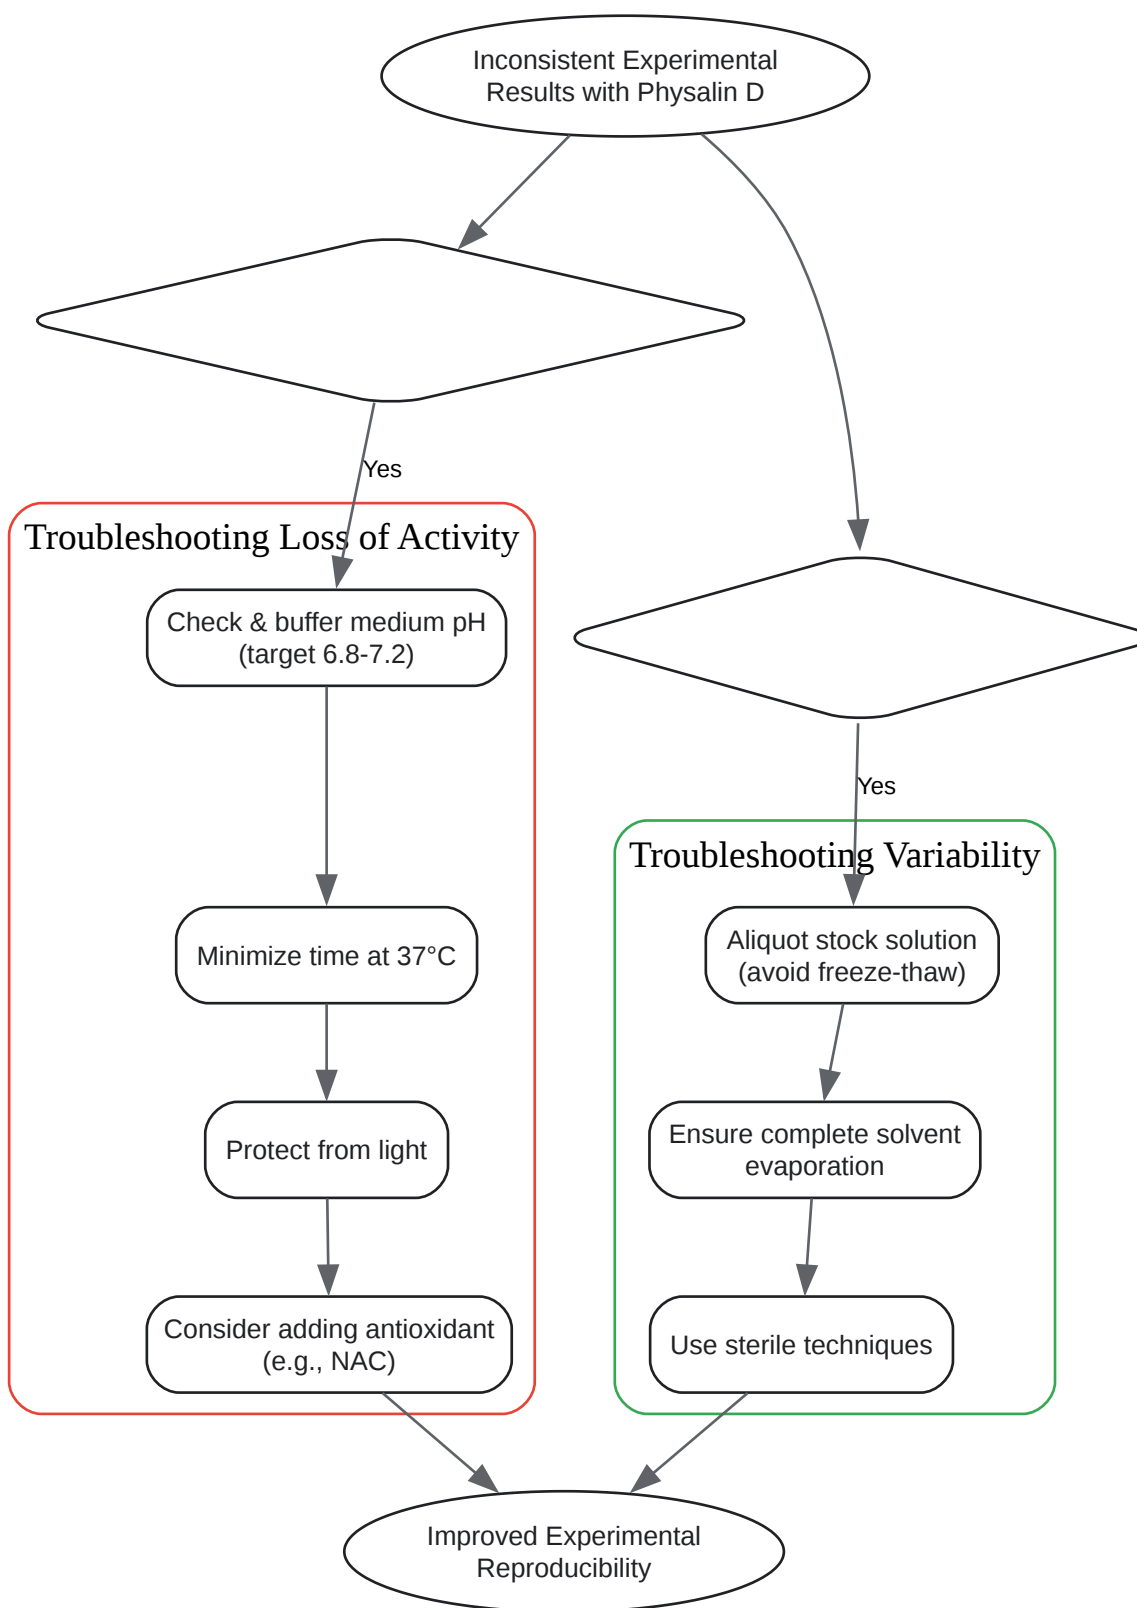 Inconsistent Experimental
Results with Physalin D
Yes
Troubleshooting Loss of Activity
Check & buffer medium pH
(target 6.8-7.2)
Minimize time at 37°C
Protect from light
Consider adding antioxidant
(e.g., NAC)
Yes
Troubleshooting Variability
Aliquot stock solution
(avoid freeze-thaw)
Ensure complete solvent
evaporation
Use sterile techniques
Improved Experimental
Reproducibility